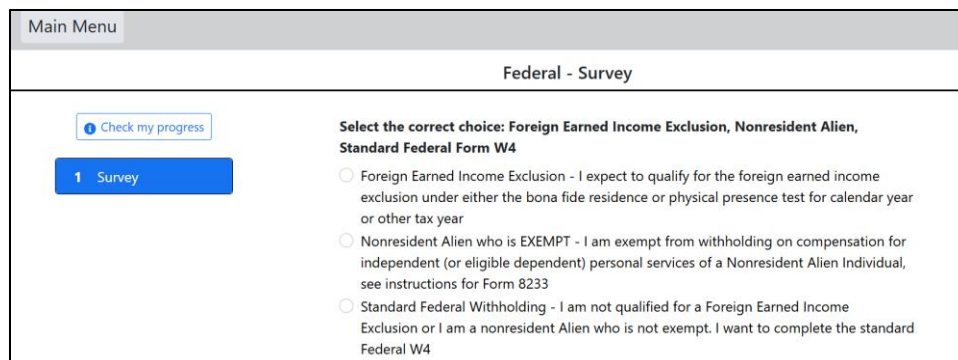 Main Menu
Federal - Survey
Check my progress
1 Survey
Select the correct choice: Foreign Earned Income Exclusion, Nonresident Alien,
Standard Federal Form W4
Foreign Earned Income Exclusion - I expect to qualify for the foreign earned income
exclusion under either the bona fide residence or physical presence test for calendar year
or other tax year
Nonresident Alien who is EXEMPT - I am exempt from withholding on compensation for
independent (or eligible dependent) personal services of a Nonresident Alien Individual,
see instructions for Form 8233
Standard Federal Withholding - I am not qualified for a Foreign Earned Income
Exclusion or I am a nonresident Alien who is not exempt. I want to complete the standard
Federal W4